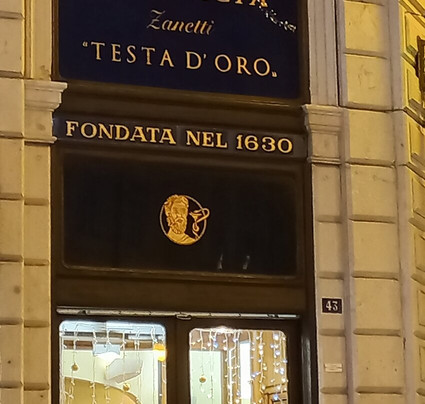 Zanetti
"TESTA D'ORO"
FONDATA NEL 1630
43